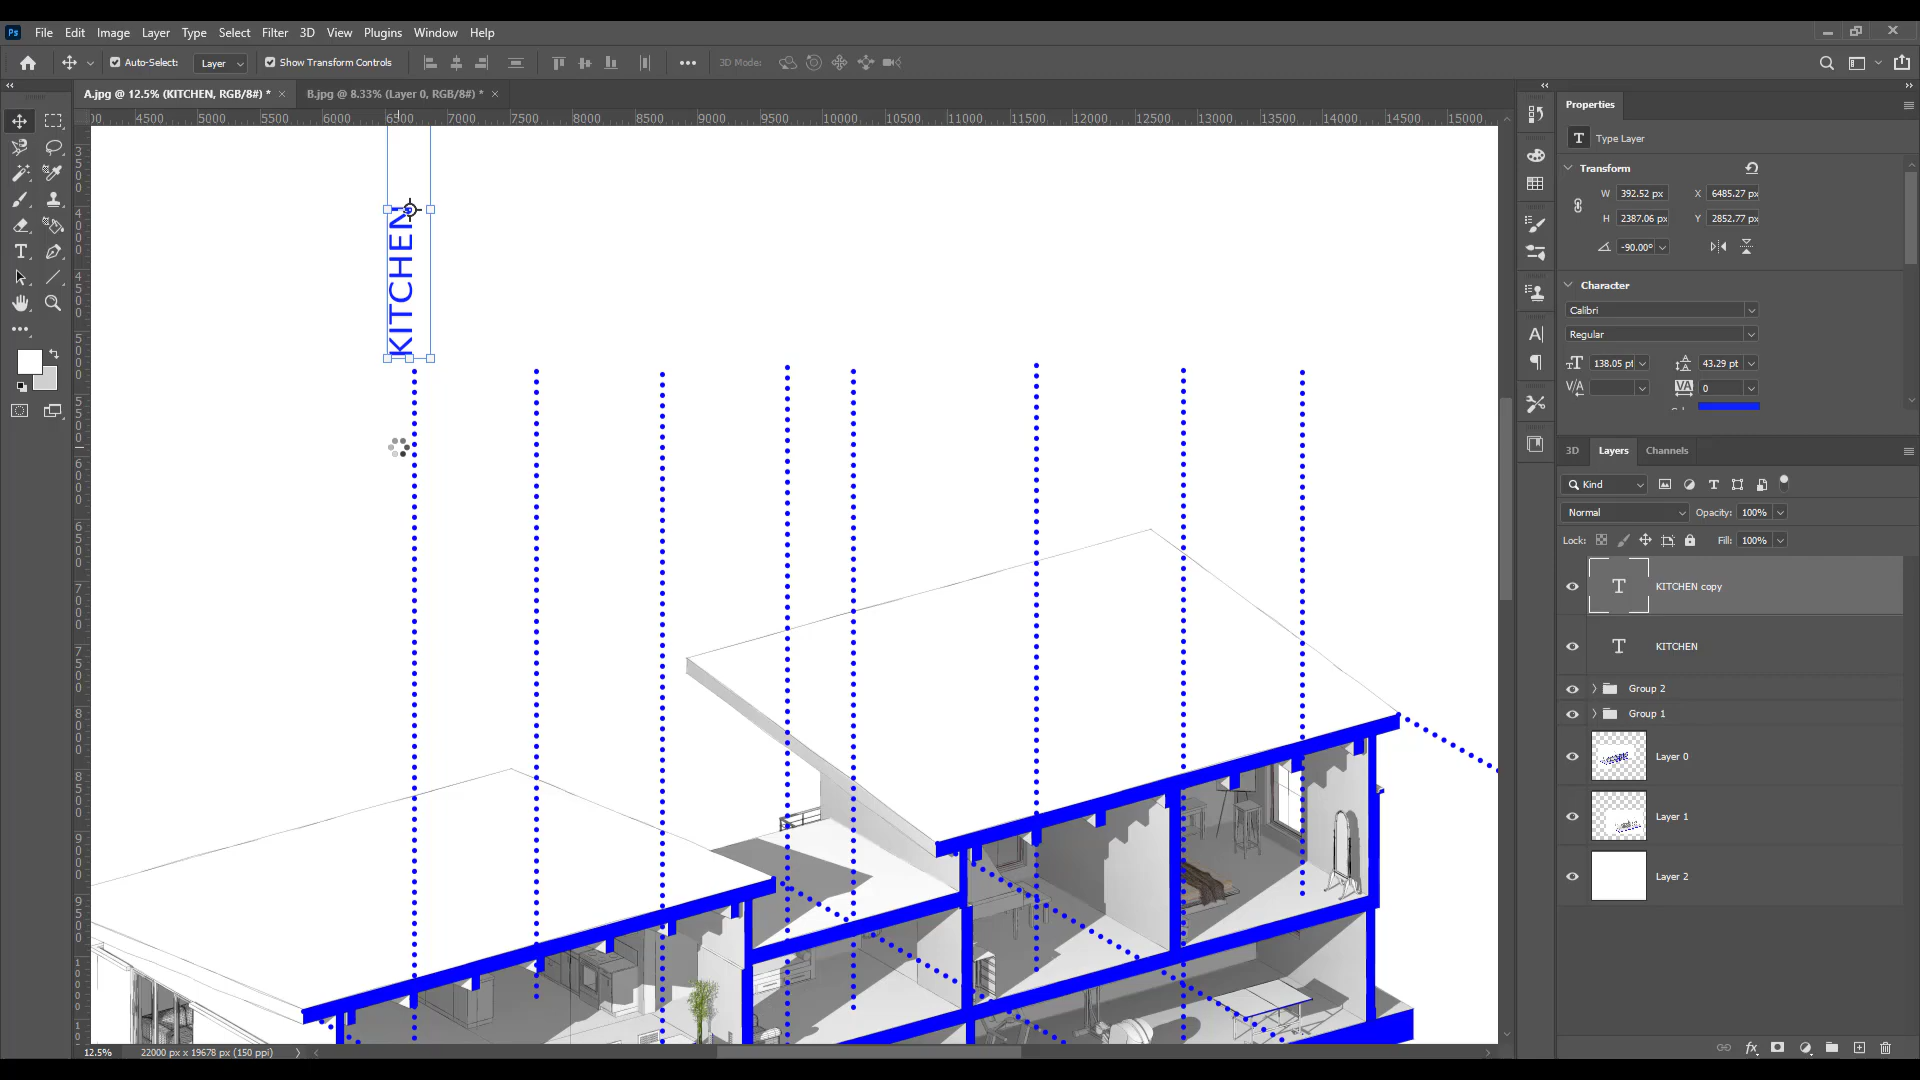 Ps File Edit Image Layer Type Select Filter 3D View Plugins Window Help
Auto-Select: Layer Show Transform Controls 3D Mode:
A.jpg @ 12.5% (KITCHEN, RGB/8#) * B.jpg @ 8.33% (Layer 0, RGB/8#) *
4500 5000 5500 6000 6500 7000 7500 8000 8500 9000 9500 10000 10500 11000 11500 12000 12500 13000 13500 14000 14500 15000
KITCHEN
Properties
T Type Layer
Transform
W 392.52 px X 6485.27 px
H 2387.06 px Y 2852.77 px
-90.00°
Character
Calibri
Regular
138.05 pt 43.29 pt
0
3D Layers Channels
Kind
Normal Opacity: 100%
Lock: Fill: 100%
T KITCHEN copy
T KITCHEN
Group 2
Group 1
Layer 0
Layer 1
Layer 2
12.5% 22000 px x 19678 px (150 ppi)